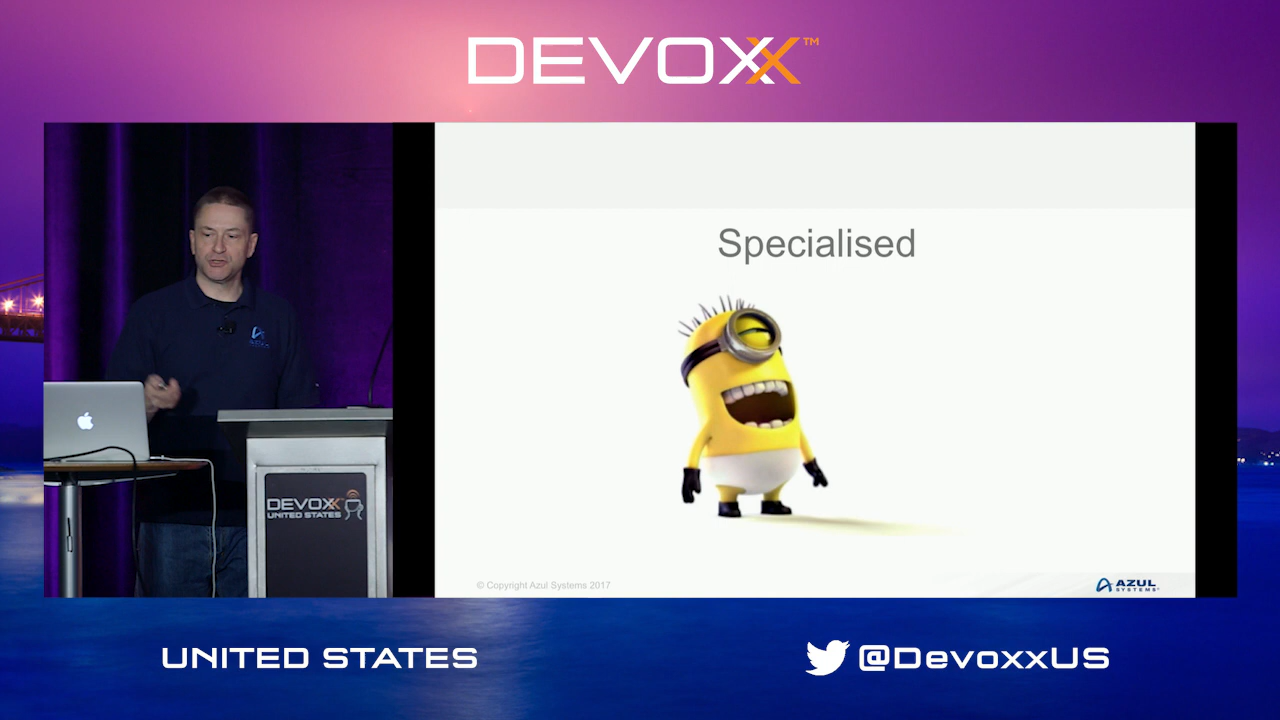 DEVOXX™
Specialised
DEVOXX
UNITED STATES
© Copyright Azul Systems 2017
AZUL
SYSTEMS
UNITED STATES
@DevoxxUS